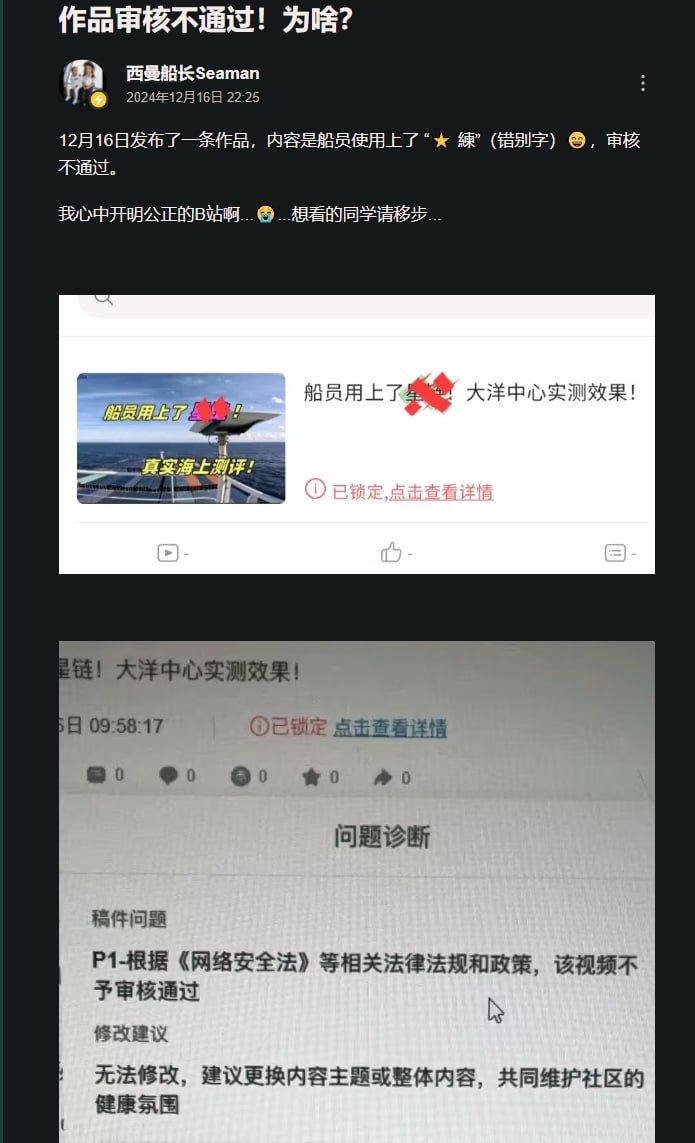 作品审核不通过！为啥？
西曼船长Seaman
2024年12月16日 22:25
12月16日发布了一条作品，内容是船员使用上了“⭐ 練”（错别字）😄，审核
不通过。
我心中开明公正的B站啊...😭...想看的同学请移步...
船员用上了星链！大洋中心实测效果！
船员用上了！
真实海上测评！
已锁定,点击查看详情
-
-
-
星链！大洋中心实测效果！
6日 09:58:17
已锁定 点击查看详情
0
0
0
0
0
问题诊断
稿件问题
P1-根据《网络安全法》等相关法律法规和政策，该视频不
予审核通过
修改建议
无法修改，建议更换内容主题或整体内容，共同维护社区的
健康氛围